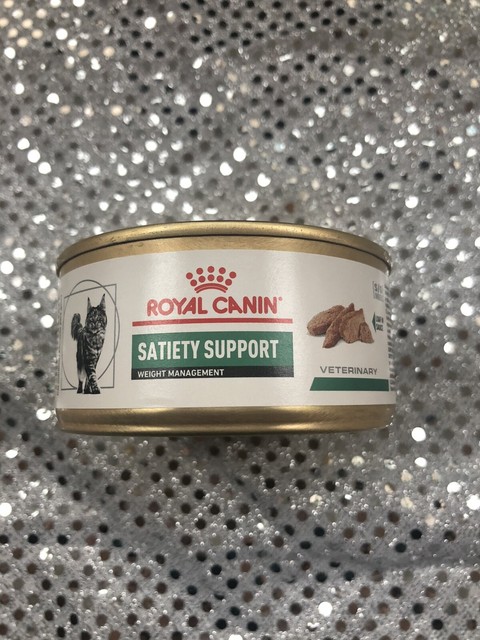 ROYAL CANIN
SATIETY SUPPORT
WEIGHT MANAGEMENT
VETERINARY